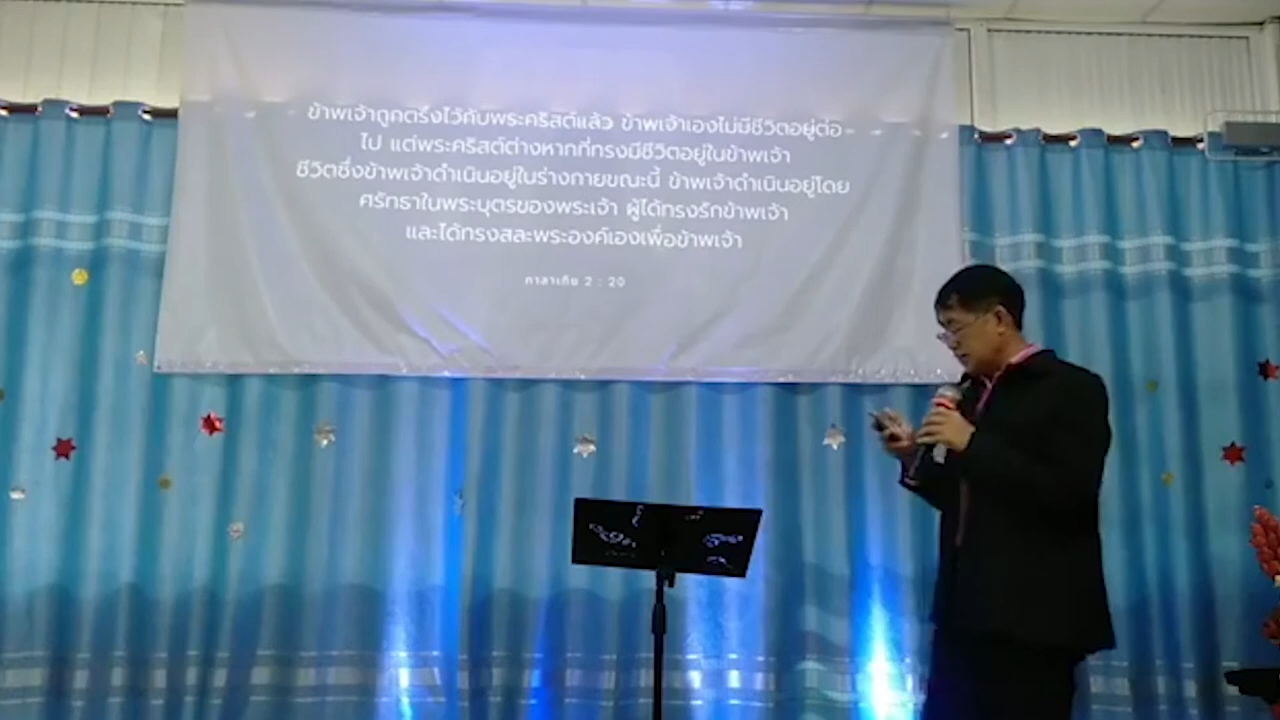 ข้าพเจ้าถูกตรึงไว้กับพระคริสต์แล้ว ข้าพเจ้าเองไม่มีชีวิตอยู่ต่อ
ไป แต่พระคริสต์ต่างหากที่ทรงมีชีวิตอยู่ในข้าพเจ้า
ชีวิตซึ่งข้าพเจ้าดำเนินอยู่ในร่างกายขณะนี้ ข้าพเจ้าดำเนินอยู่โดย
ศรัทธาในพระบุตรของพระเจ้า ผู้ได้ทรงรักข้าพเจ้า
และได้ทรงสละพระองค์เองเพื่อข้าพเจ้า
กาลาเทีย 2 : 20